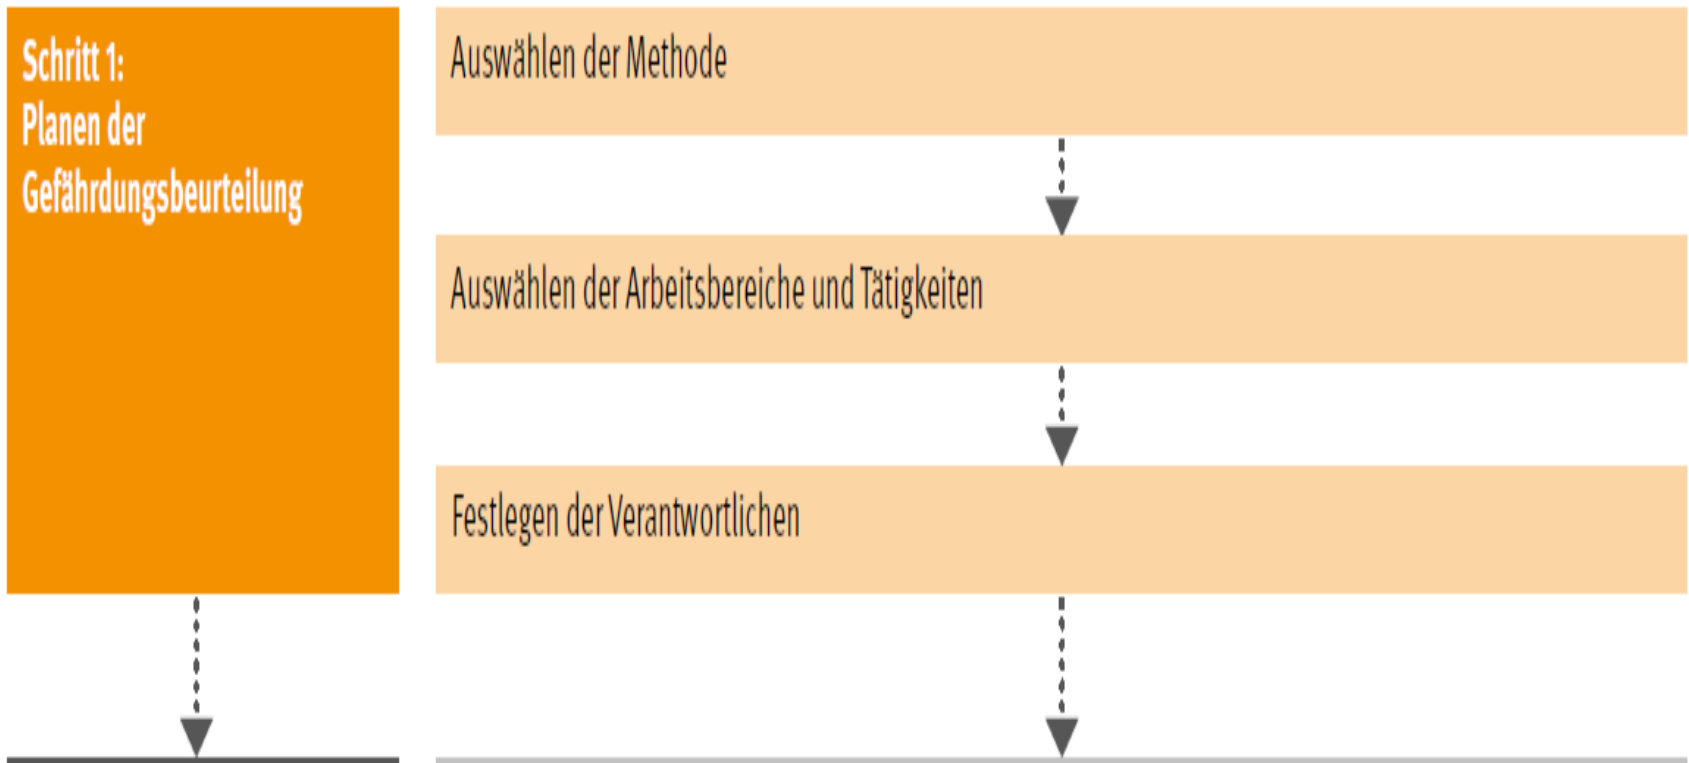 Schritt 1:
Planen der
Gefährdungsbeurteilung
Auswählen der Methode
Auswählen der Arbeitsbereiche und Tätigkeiten
Festlegen der Verantwortlichen